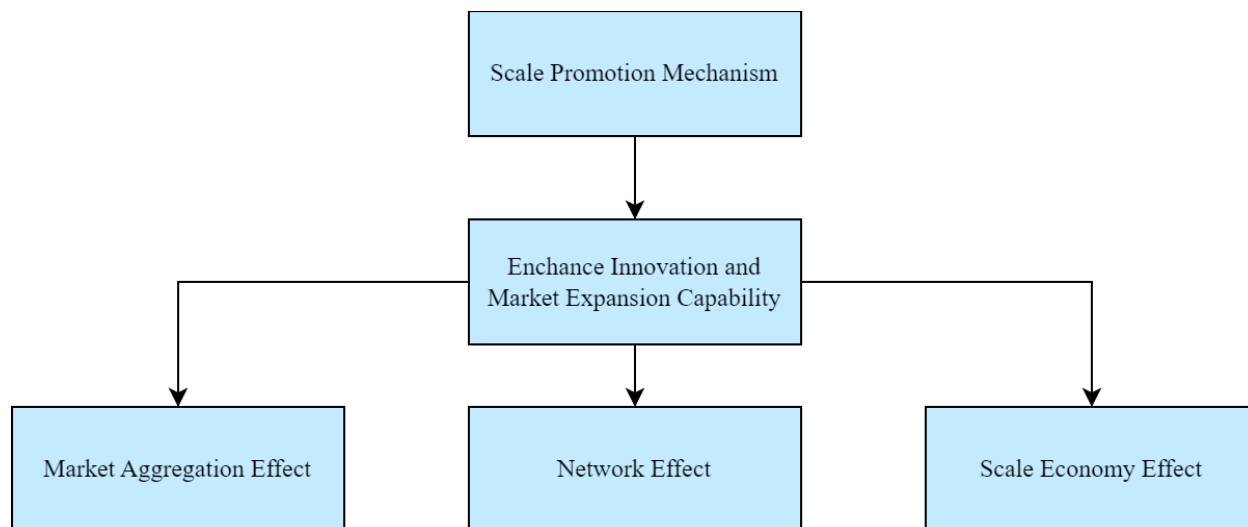 Scale Promotion Mechanism
Enchance Innovation and
Market Expansion Capability
Market Aggregation Effect
Network Effect
Scale Economy Effect